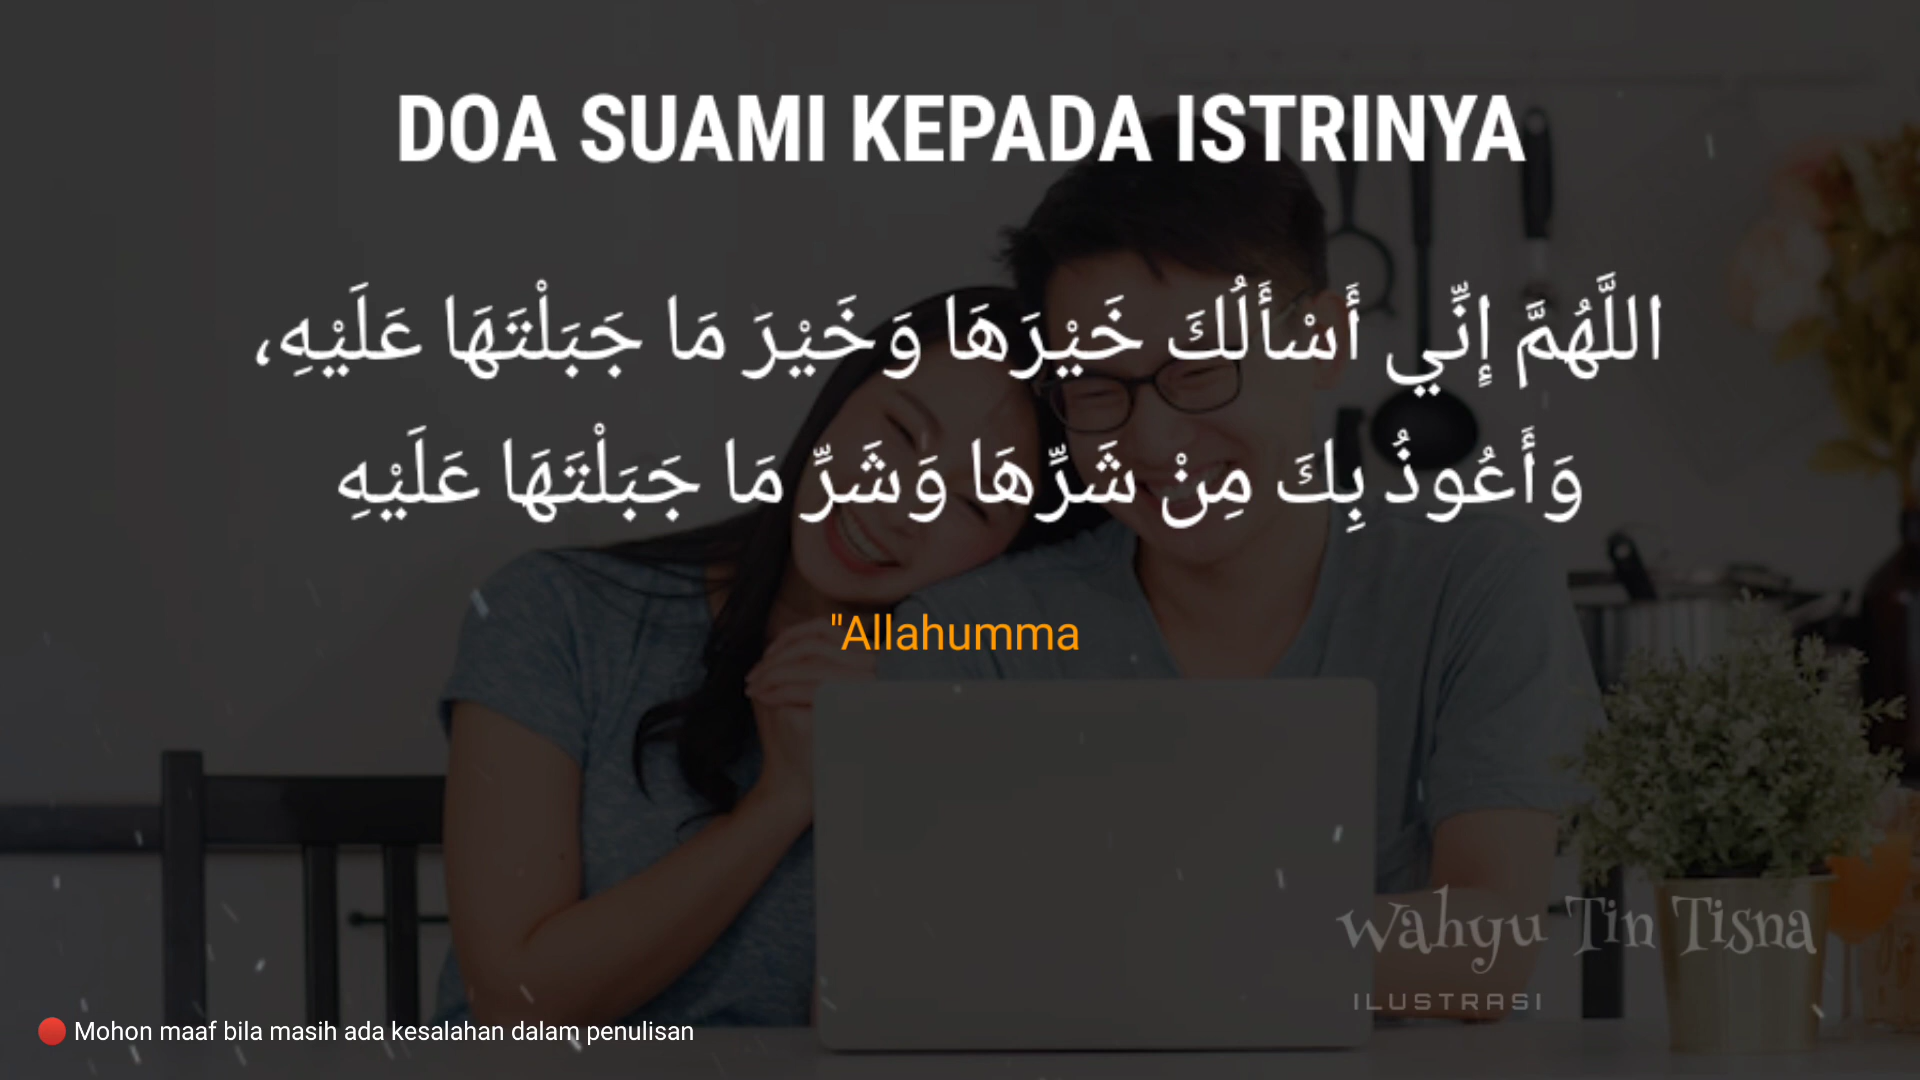 DOA SUAMI KEPADA ISTRINYA
اللَّهُمَّ إِنِّي أَسْأَلُكَ خَيْرَهَا وَخَيْرَ مَا جَبَلْتَهَا عَلَيْهِ،
وَأَعُوذُ بِكَ مِنْ شَرِّهَا وَشَرِّ مَا جَبَلْتَهَا عَلَيْهِ
"Allahumma
Wahyu Tin Tisna
ILUSTRASI
🔴 Mohon maaf bila masih ada kesalahan dalam penulisan